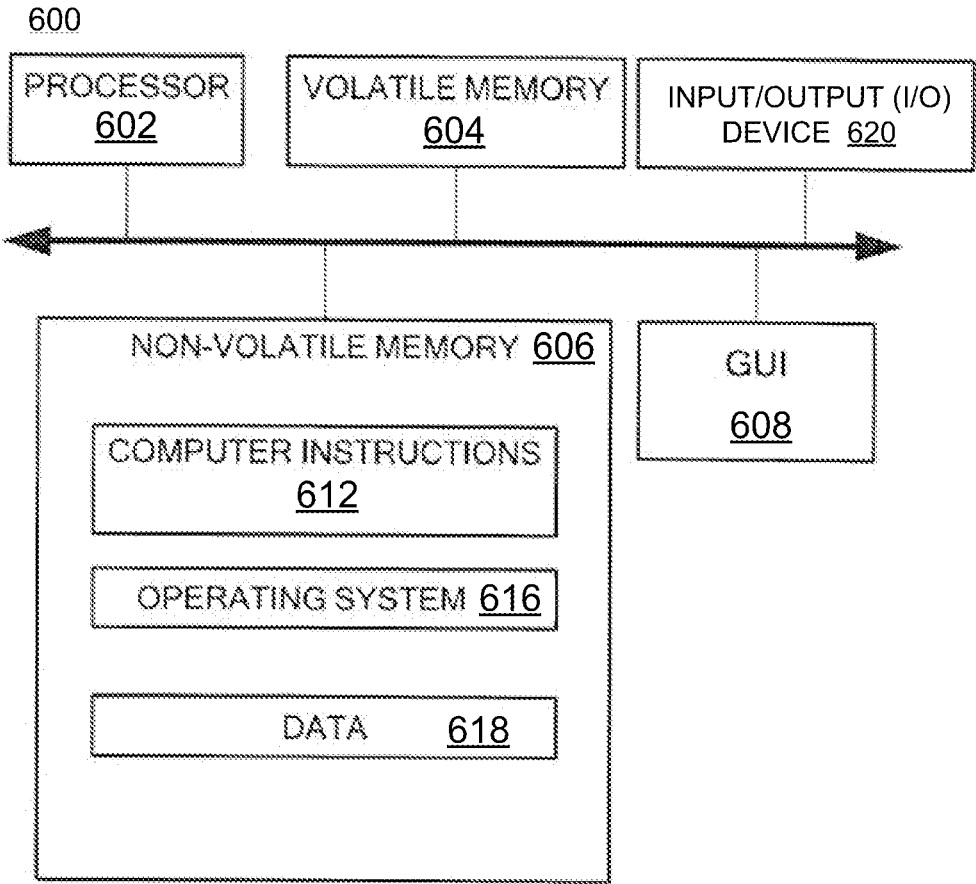 600
PROCESSOR
602
VOLATILE MEMORY
604
INPUT/OUTPUT (I/O)
DEVICE 620
NON-VOLATILE MEMORY 606
COMPUTER INSTRUCTIONS
612
OPERATING SYSTEM 616
DATA 618
GUI
608